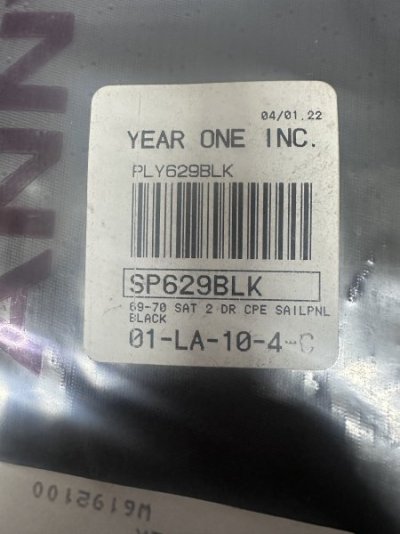 04/01.22
YEAR ONE INC.
PLY629BLK
SP629BLK
69-70 SAT 2 DR CPE SAILPNL
BLACK
01-LA-10-4-C
W6192100